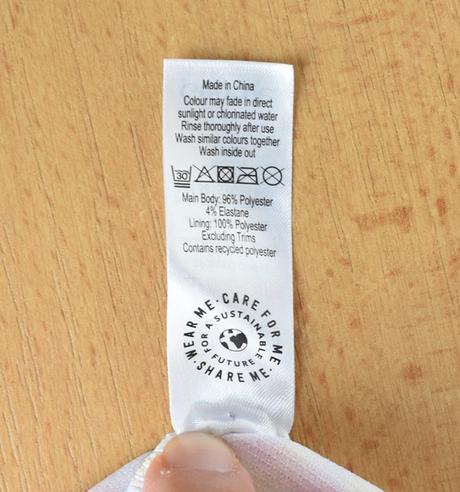 Made in China
Colour may fade in direct
sunlight or chlorinated water
Rinse thoroughly after use
Wash similar colours together
Wash inside out
30
Main Body: 96% Polyester
4% Elastane
Lining: 100% Polyester
Excluding Trims
Contains recycled polyester
WEAR ME · CARE FOR ME · SHARE ME ·
FOR A SUSTAINABLE FUTURE